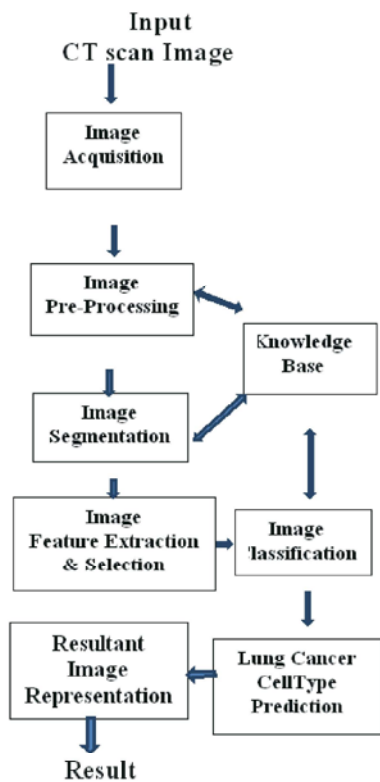 Input
CT scan Image
Image
Acquisition
Image
Pre-Processing
Knowledge
Base
Image
Segmentation
Image
Feature Extraction
& Selection
Image
Classification
Resultant
Image
Representation
Lung Cancer
CellType
Prediction
Result